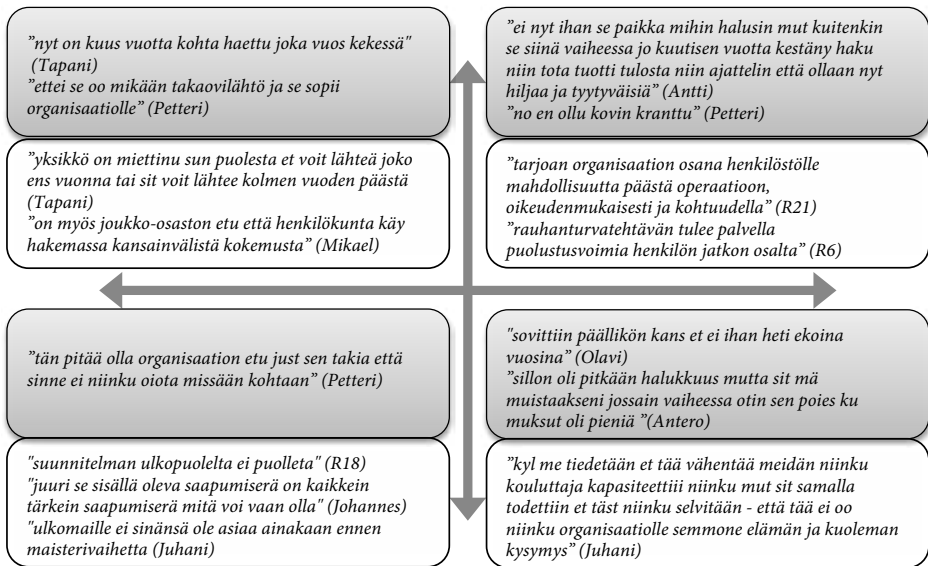 ”nyt on kuus vuotta kohta haettu joka vuos kekessä"
(Tapani)
”ettei se oo mikään takaovilähtö ja se sopii
organisaatiolle” (Petteri)
”yksikkö on miettinu sun puolesta et voit lähteä joko
ens vuonna tai sit voit lähtee kolmen vuoden päästä
(Tapani)
”on myös joukko-osaston etu että henkilökunta käy
hakemassa kansainvälistä kokemusta” (Mikael)
”ei nyt ihan se paikka mihin halusin mut kuitenkin
se siinä vaiheessa jo kuutisen vuotta kestäny haku
niin tota tuotti tulosta niin ajattelin että ollaan nyt
hiljaa ja tyytyväisiä” (Antti)
”no en ollu kovin kranttu” (Petteri)
”tarjoan organisaation osana henkilöstölle
mahdollisuutta päästä operaatioon,
oikeudenmukaisesti ja kohtuudella” (R21)
”rauhanturvatehtävän tulee palvella
puolustusvoimia henkilön jatkon osalta” (R6)
”tän pitää olla organisaation etu just sen takia että
sinne ei niinku oiota missään kohtaan” (Petteri)
"suunnitelman ulkopuolelta ei puolleta" (R18)
"juuri se sisällä oleva saapumiserä on kaikkein
tärkein saapumiserä mitä voi vaan olla" (Johannes)
"ulkomaille ei sinänsä ole asiaa ainakaan ennen
maisterivaihetta (Juhani)
"sovittiin päällikön kans et ei ihan heti ekoina
vuosina” (Olavi)
”sillon oli pitkään halukkuus mutta sit mä
muistaakseni jossain vaiheessa otin sen poies ku
muksut oli pieniä ”(Antero)
”kyl me tiedetään et tää vähentää meidän niinku
kouluttaja kapasiteettiii niinku mut sit samalla
todettiin et täst niinku selvitään - että tää ei oo
niinku organisaatiolle semmone elämän ja kuoleman
kysymys” (Juhani)